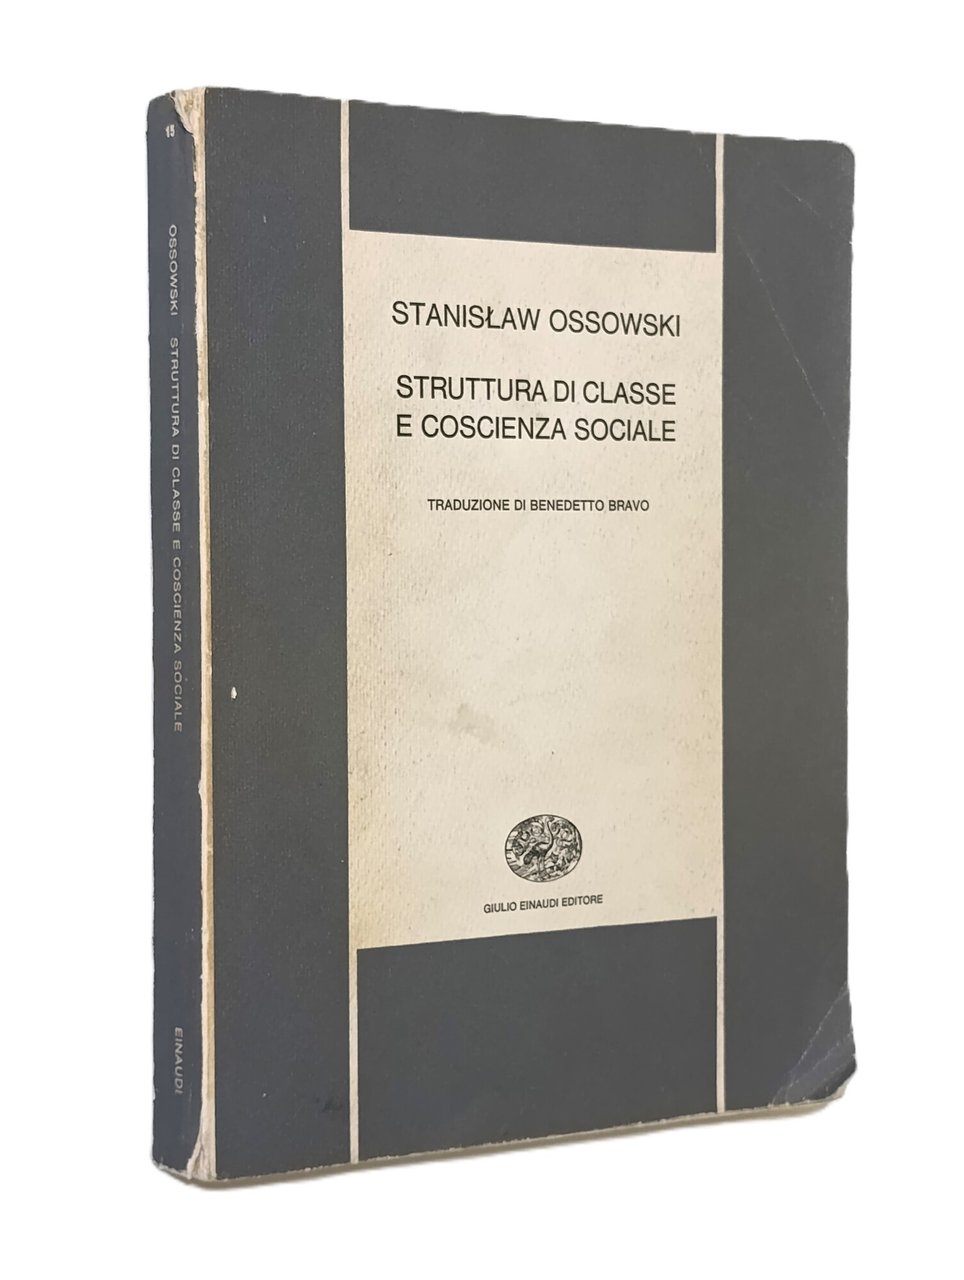 15
OSSOWSKI STRUTTURA DI CLASSE E COSCIENZA SOCIALE
EINAUDI
STANISŁAW OSSOWSKI
STRUTTURA DI CLASSE
E COSCIENZA SOCIALE
TRADUZIONE DI BENEDETTO BRAVO
GIULIO EINAUDI EDITORE